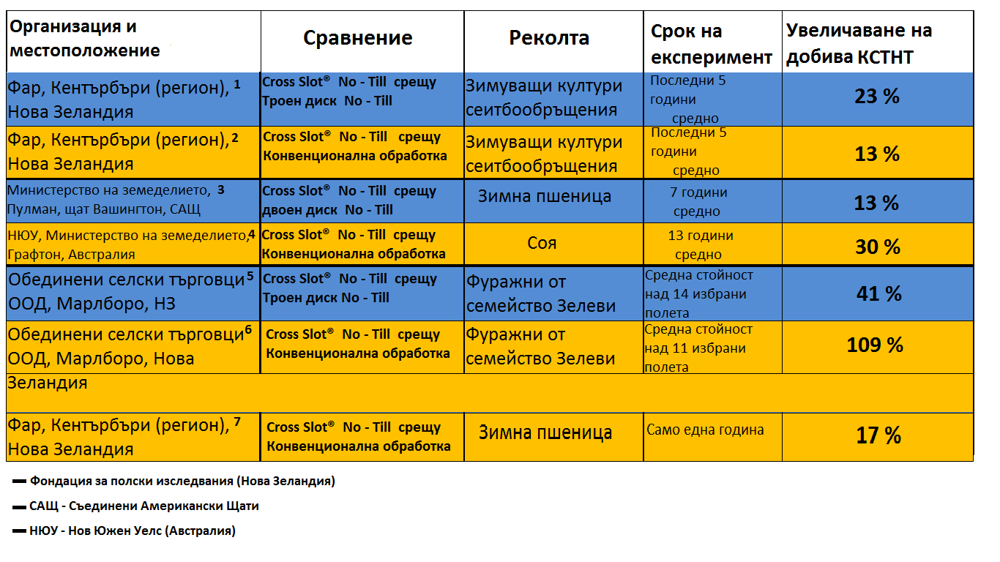 Организация и
местоположение
Сравнение
Реколта
Срок на
експеримент
Увеличаване на
добива КСТНТ
Фар, Кентърбъри (регион), 1
Нова Зеландия
Cross Slot® No - Till срещу
Троен диск No - Till
Зимуващи култури
сеитбообръщения
Последни 5
години
средно
23 %
Фар, Кентърбъри (регион), 2
Нова Зеландия
Cross Slot® No - Till срещу
Конвенционална обработка
Зимуващи култури
сеитбообръщения
Последни 5
години
средно
13 %
Министерство на земеделието, 3
Пулман, щат Вашингтон, САЩ
Cross Slot® No - Till срещу
двоен диск No - Till
Зимна пшеница
7 години
средно
13 %
НЮУ, Министерство на земеделието,4
Графтон, Австралия
Cross Slot® No - Till срещу
Конвенционална обработка
Соя
13 години
средно
30 %
Обединени селски търговци 5
ООД, Марлборо, НЗ
Cross Slot® No - Till срещу
Троен диск No - Till
Фуражни от
семейство Зелеви
Средна стойност
над 14 избрани
полета
41 %
Обединени селски търговци6
ООД, Марлборо, Нова
Зеландия
Cross Slot® No - Till срещу
Конвенционална обработка
Фуражни от
семейство Зелеви
Средна стойност
над 11 избрани
полета
109 %
Фар, Кентърбъри (регион), 7
Нова Зеландия
Cross Slot® No - Till срещу
Конвенционална обработка
Зимна пшеница
Само една година
17 %
— Фондация за полски изследвания (Нова Зеландия)
— САЩ - Съединени Американски Щати
— НЮУ - Нов Южен Уелс (Австралия)